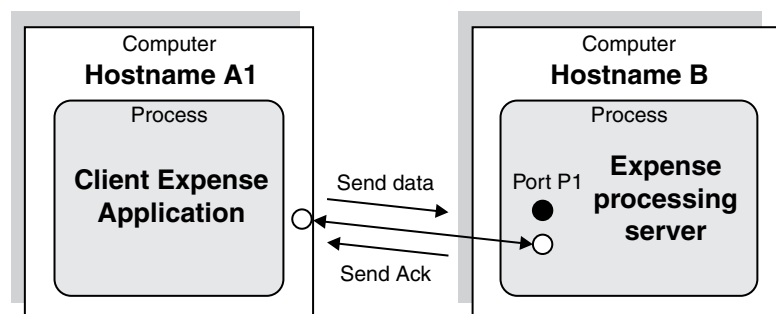 Computer
Hostname A1
Process
Client Expense
Application
Send data
Send Ack
Computer
Hostname B
Process
Port P1
Expense
processing
server